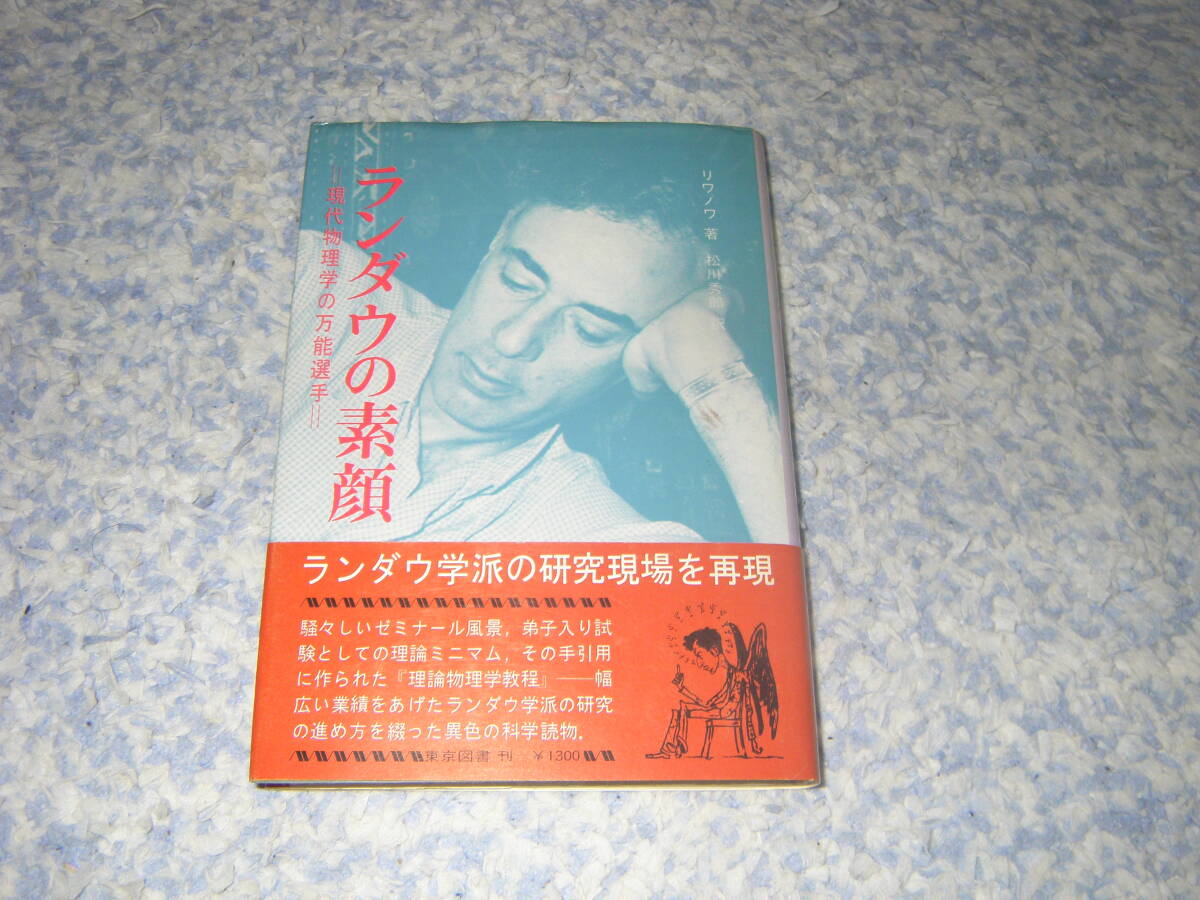 リワノワ 著 松川秀
ランダウの素顔
=現代物理学の万能選手=
ランダウ学派の研究現場を再現
騒々しいゼミナール風景，弟子入り試
験としての理論ミニマム，その手引用
に作られた『理論物理学教程』——幅
広い業績をあげたランダウ学派の研究
の進め方を綴った異色の科学読物．
東京図書 刊 ¥1300